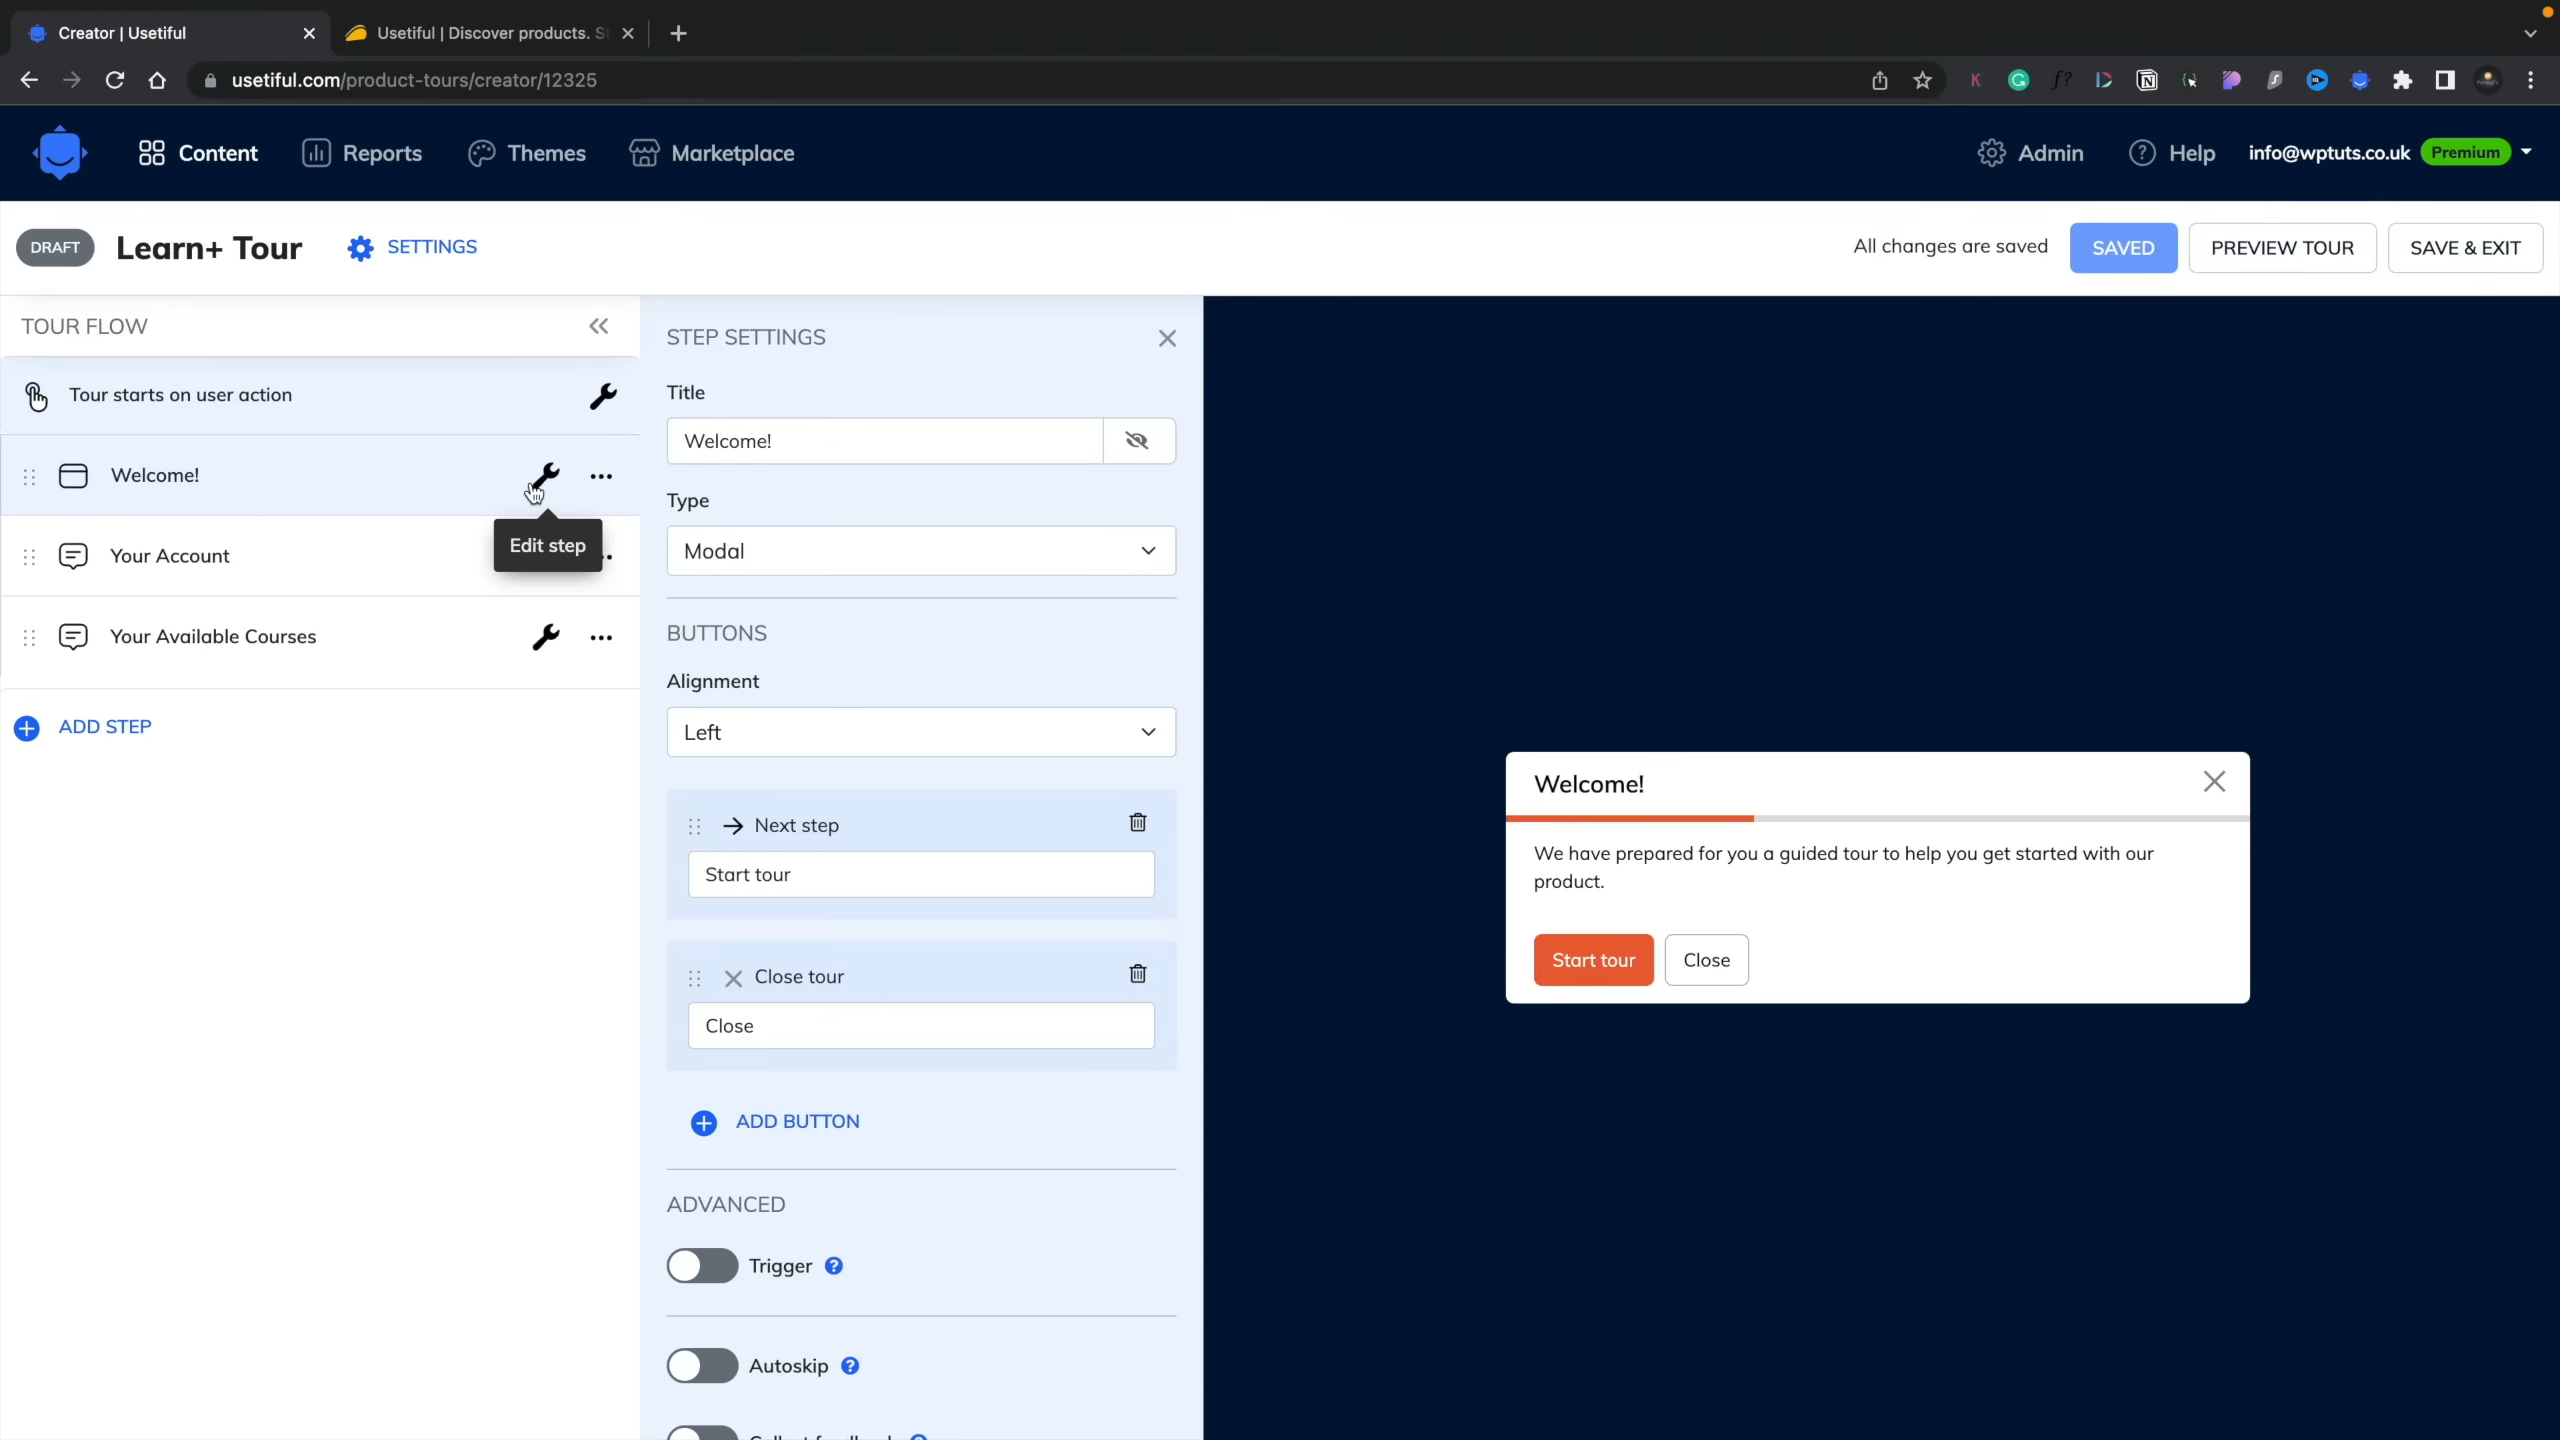 Creator | Usetiful
Usetiful | Discover products. S
usetiful.com/product-tours/creator/12325
Content
Reports
Themes
Marketplace
Admin
Help
info@wptuts.co.uk
Premium
DRAFT
Learn+ Tour
SETTINGS
All changes are saved
SAVED
PREVIEW TOUR
SAVE & EXIT
TOUR FLOW
Tour starts on user action
Welcome!
Edit step
Your Account
Your Available Courses
ADD STEP
STEP SETTINGS
Title
Welcome!
Type
Modal
BUTTONS
Alignment
Left
Next step
Start tour
Close tour
Close
ADD BUTTON
ADVANCED
Trigger
Autoskip
Welcome!
We have prepared for you a guided tour to help you get started with our
product.
Start tour
Close